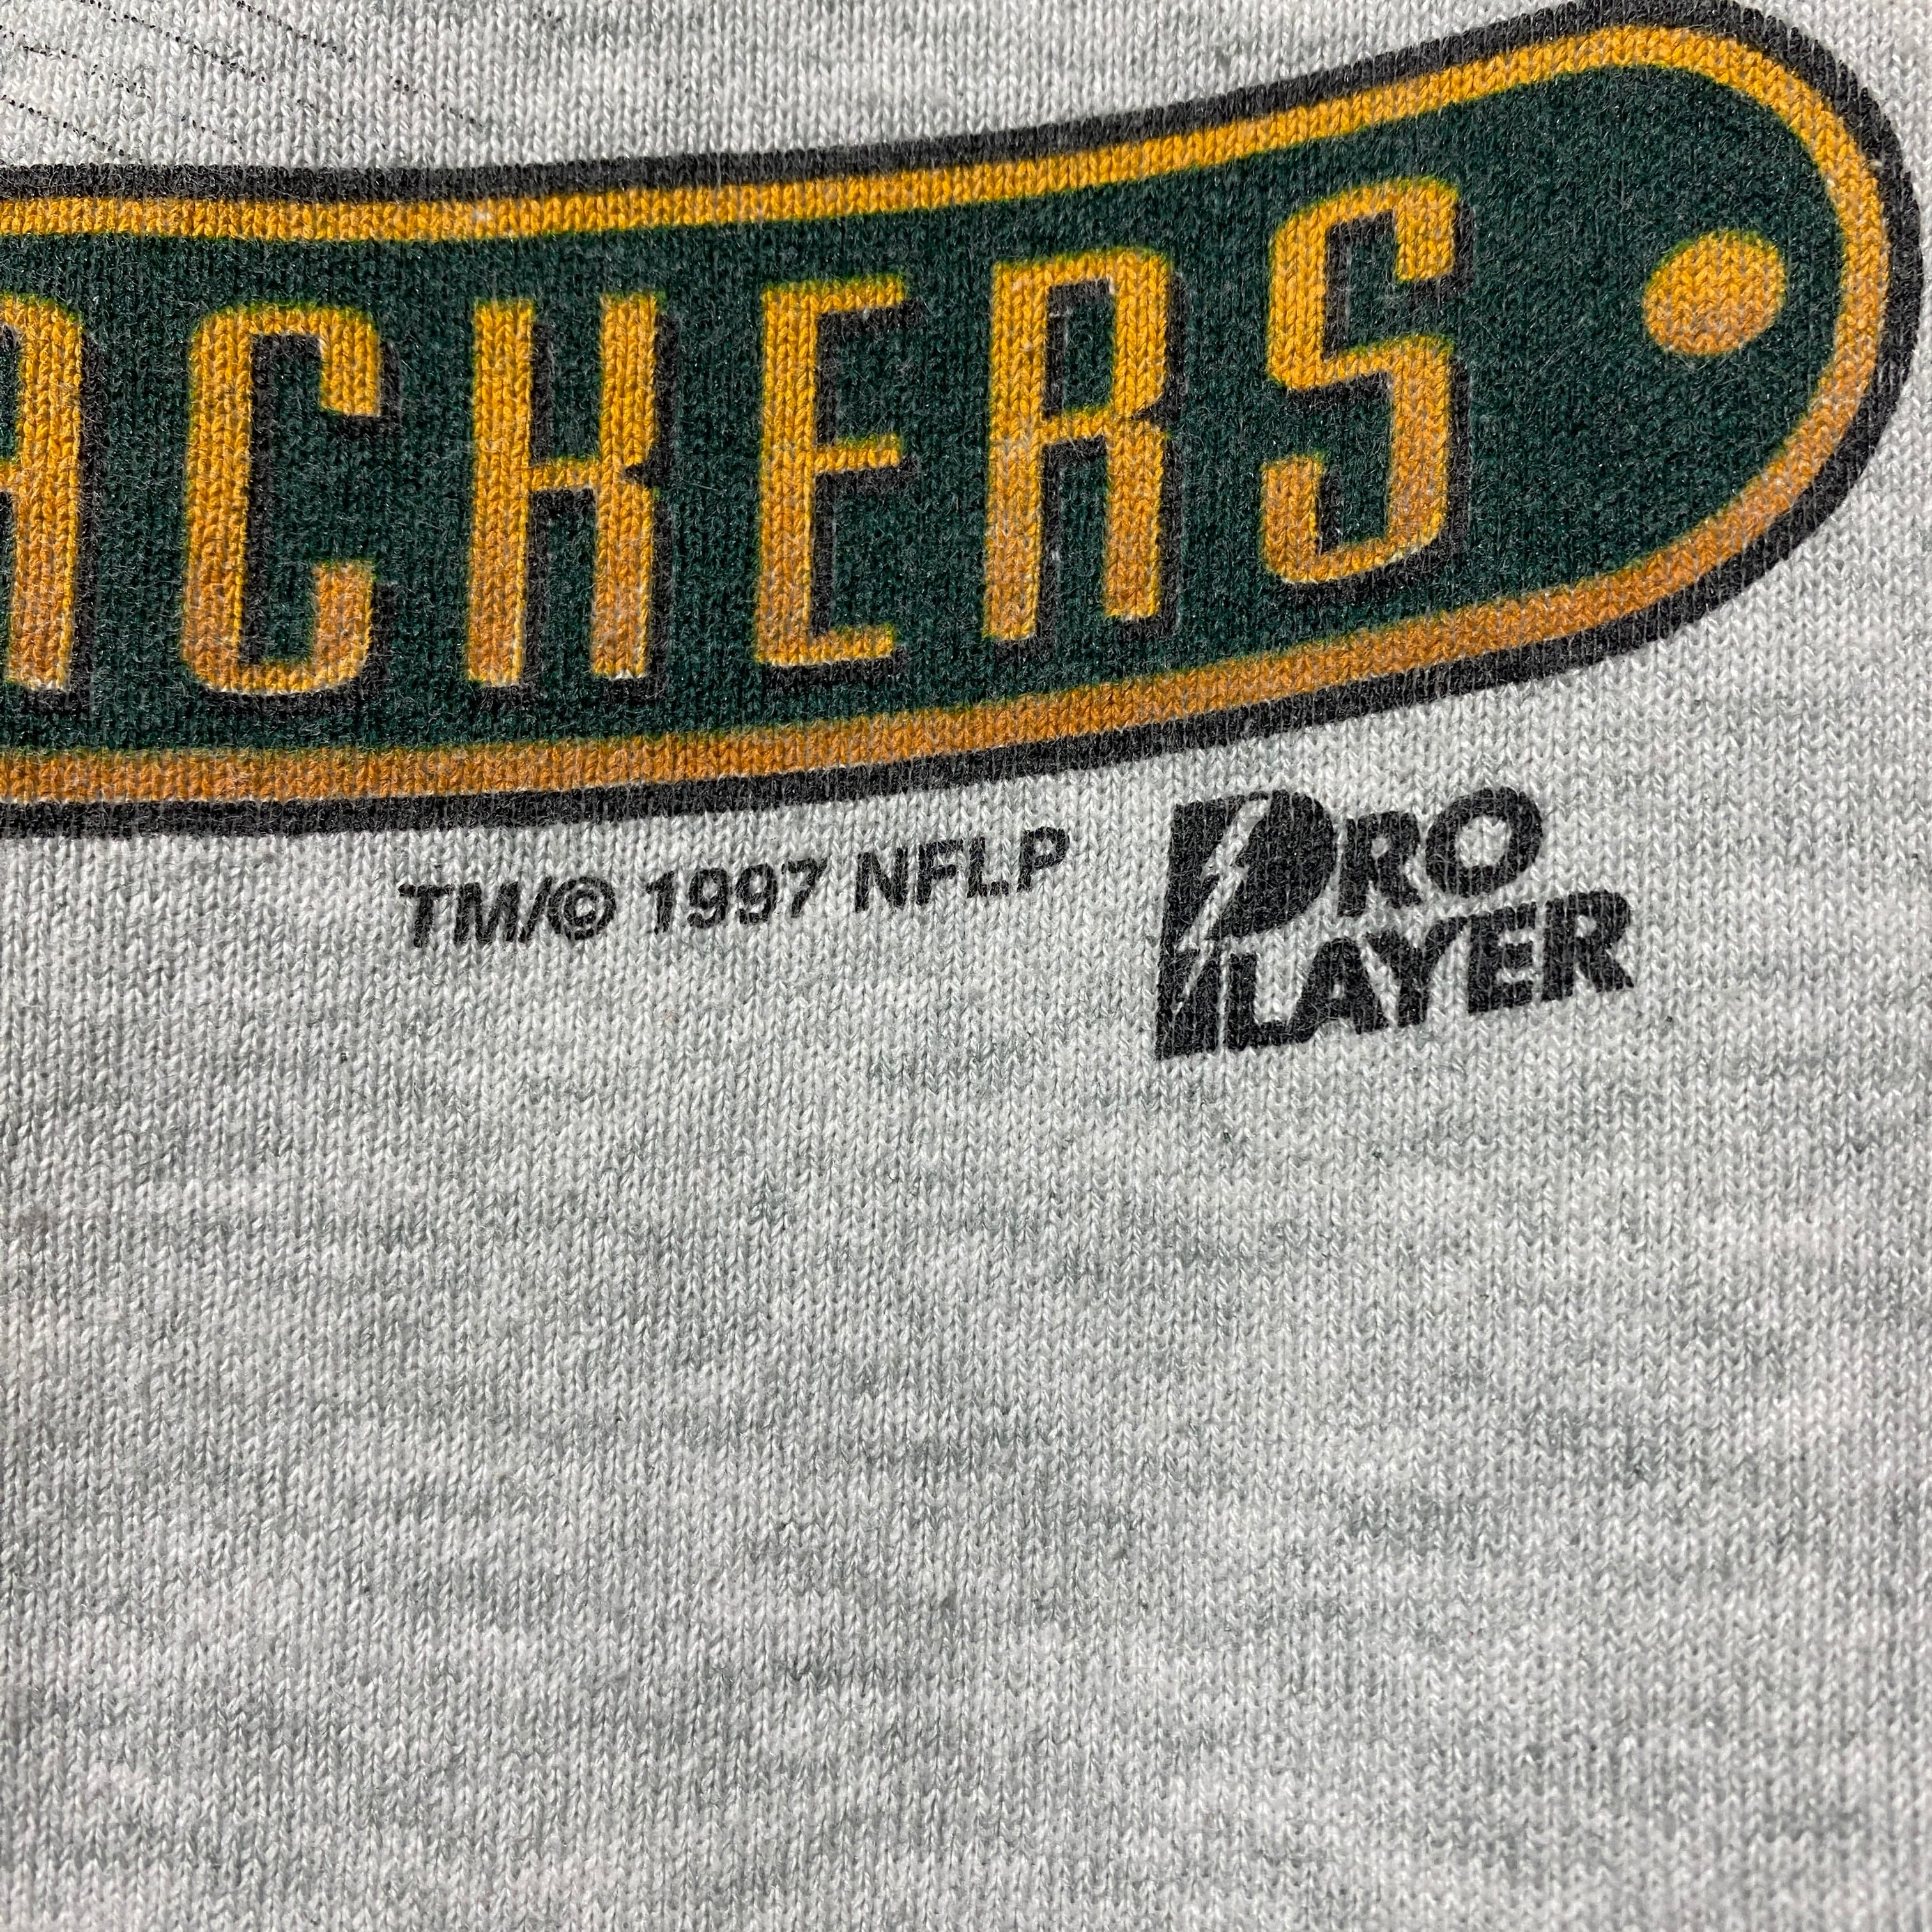 ACKERS
TM/© 1997 NFLP
PRO
PLAYER